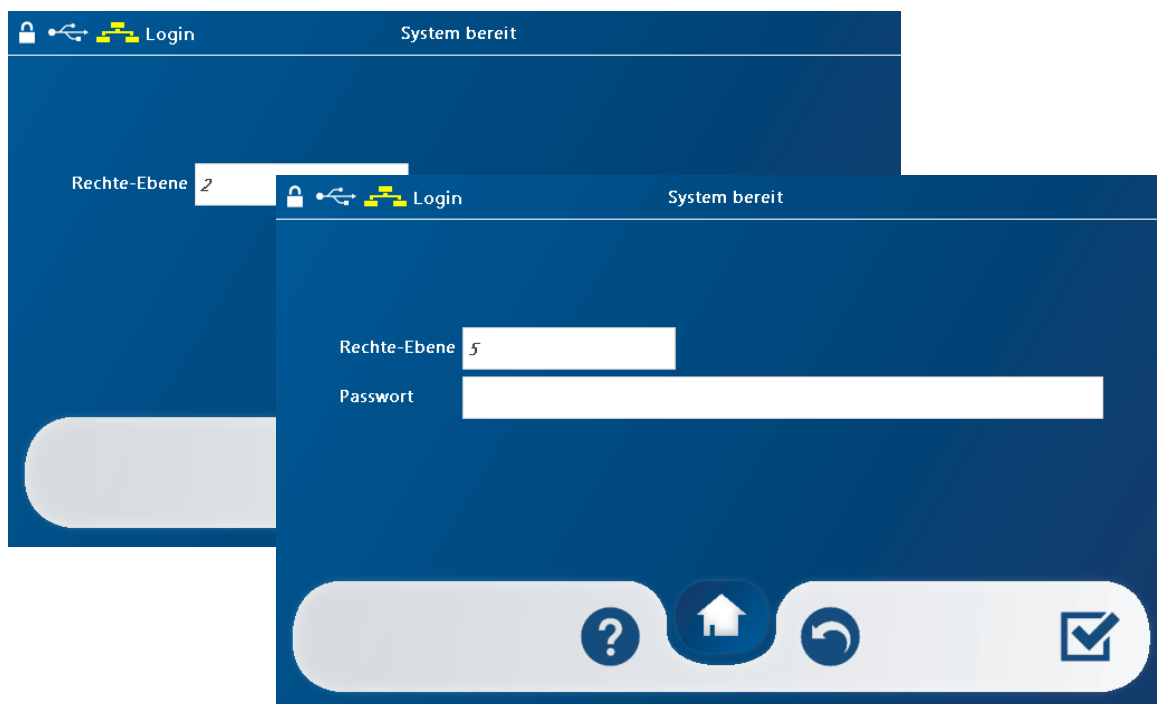 Login System bereit
Rechte-Ebene 2
Login System bereit
Rechte-Ebene 5
Passwort
?